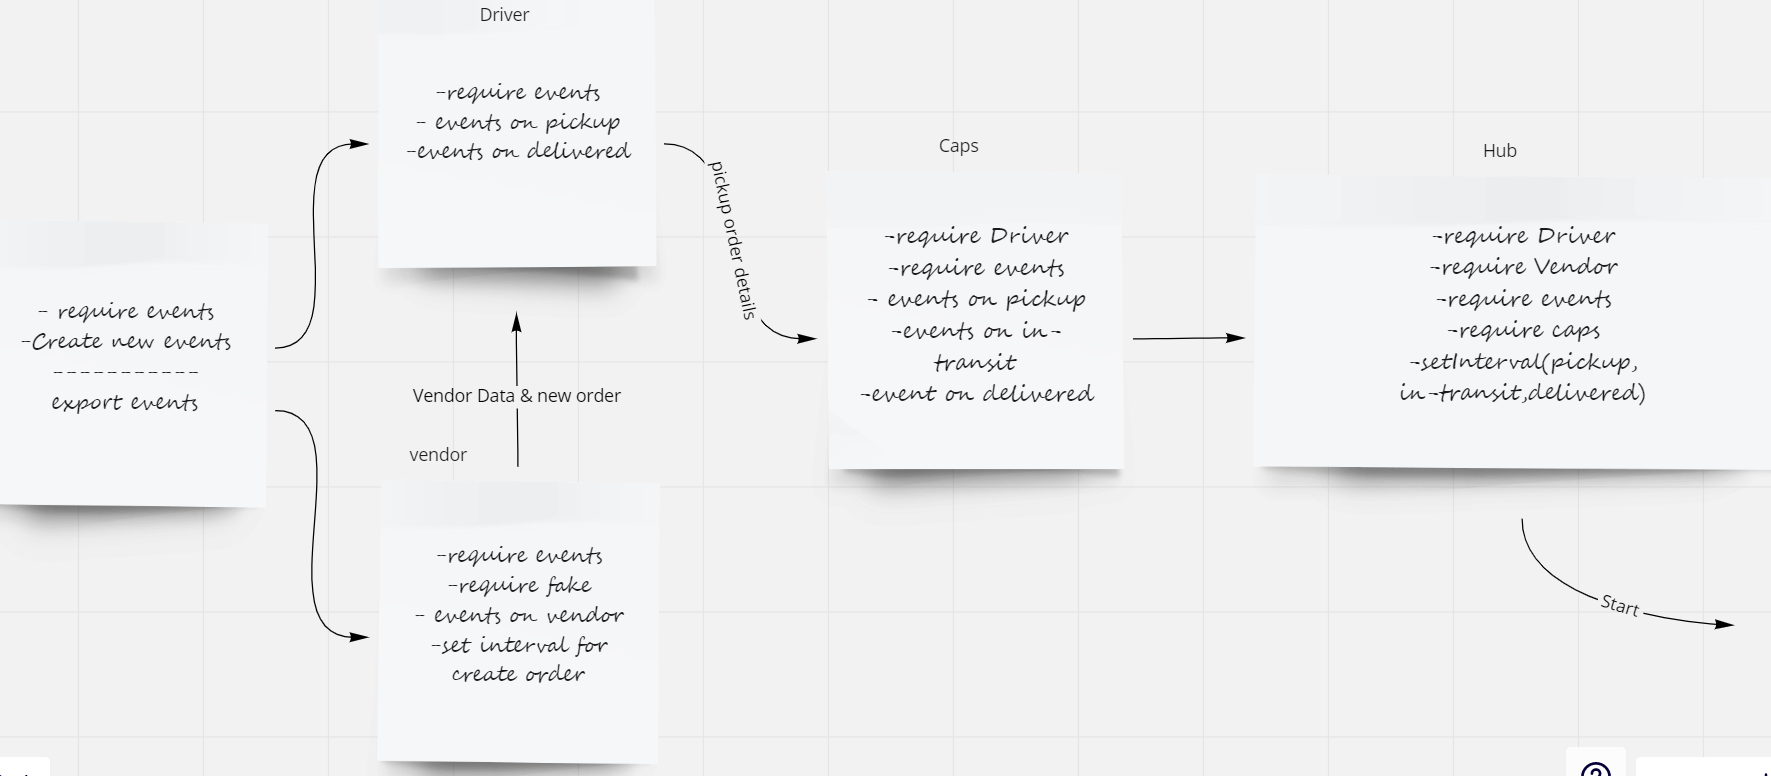 Driver
-require events
- events on pickup
-events on delivered
- require events
-Create new events
-----------
export events
pickup order details
Vendor Data & new order
vendor
-require events
-require fake
- events on vendor
-set interval for
create order
Caps
-require Driver
-require events
- events on pickup
-events on in-
transit
-event on delivered
Hub
-require Driver
-require Vendor
-require events
-require caps
-setInterval(pickup,
in-transit,delivered)
Start